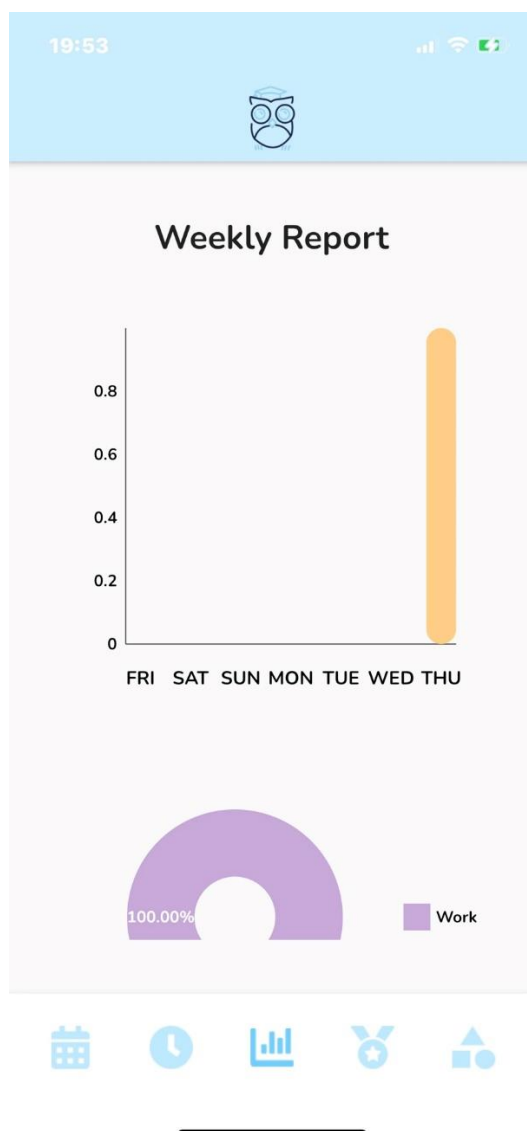 19:53
Weekly Report
0.8
0.6
0.4
0.2
0
FRI SAT SUN MON TUE WED THU
100.00%
Work